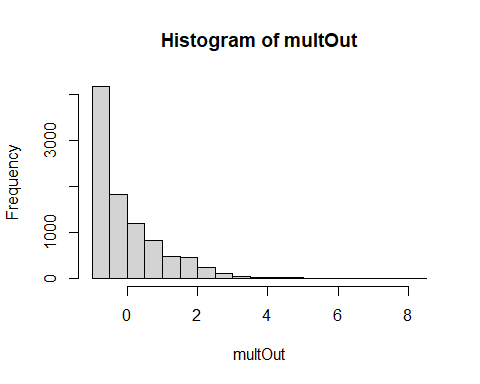 Histogram of multOut
Frequency
3000
1000
0
0 2 4 6 8
multOut